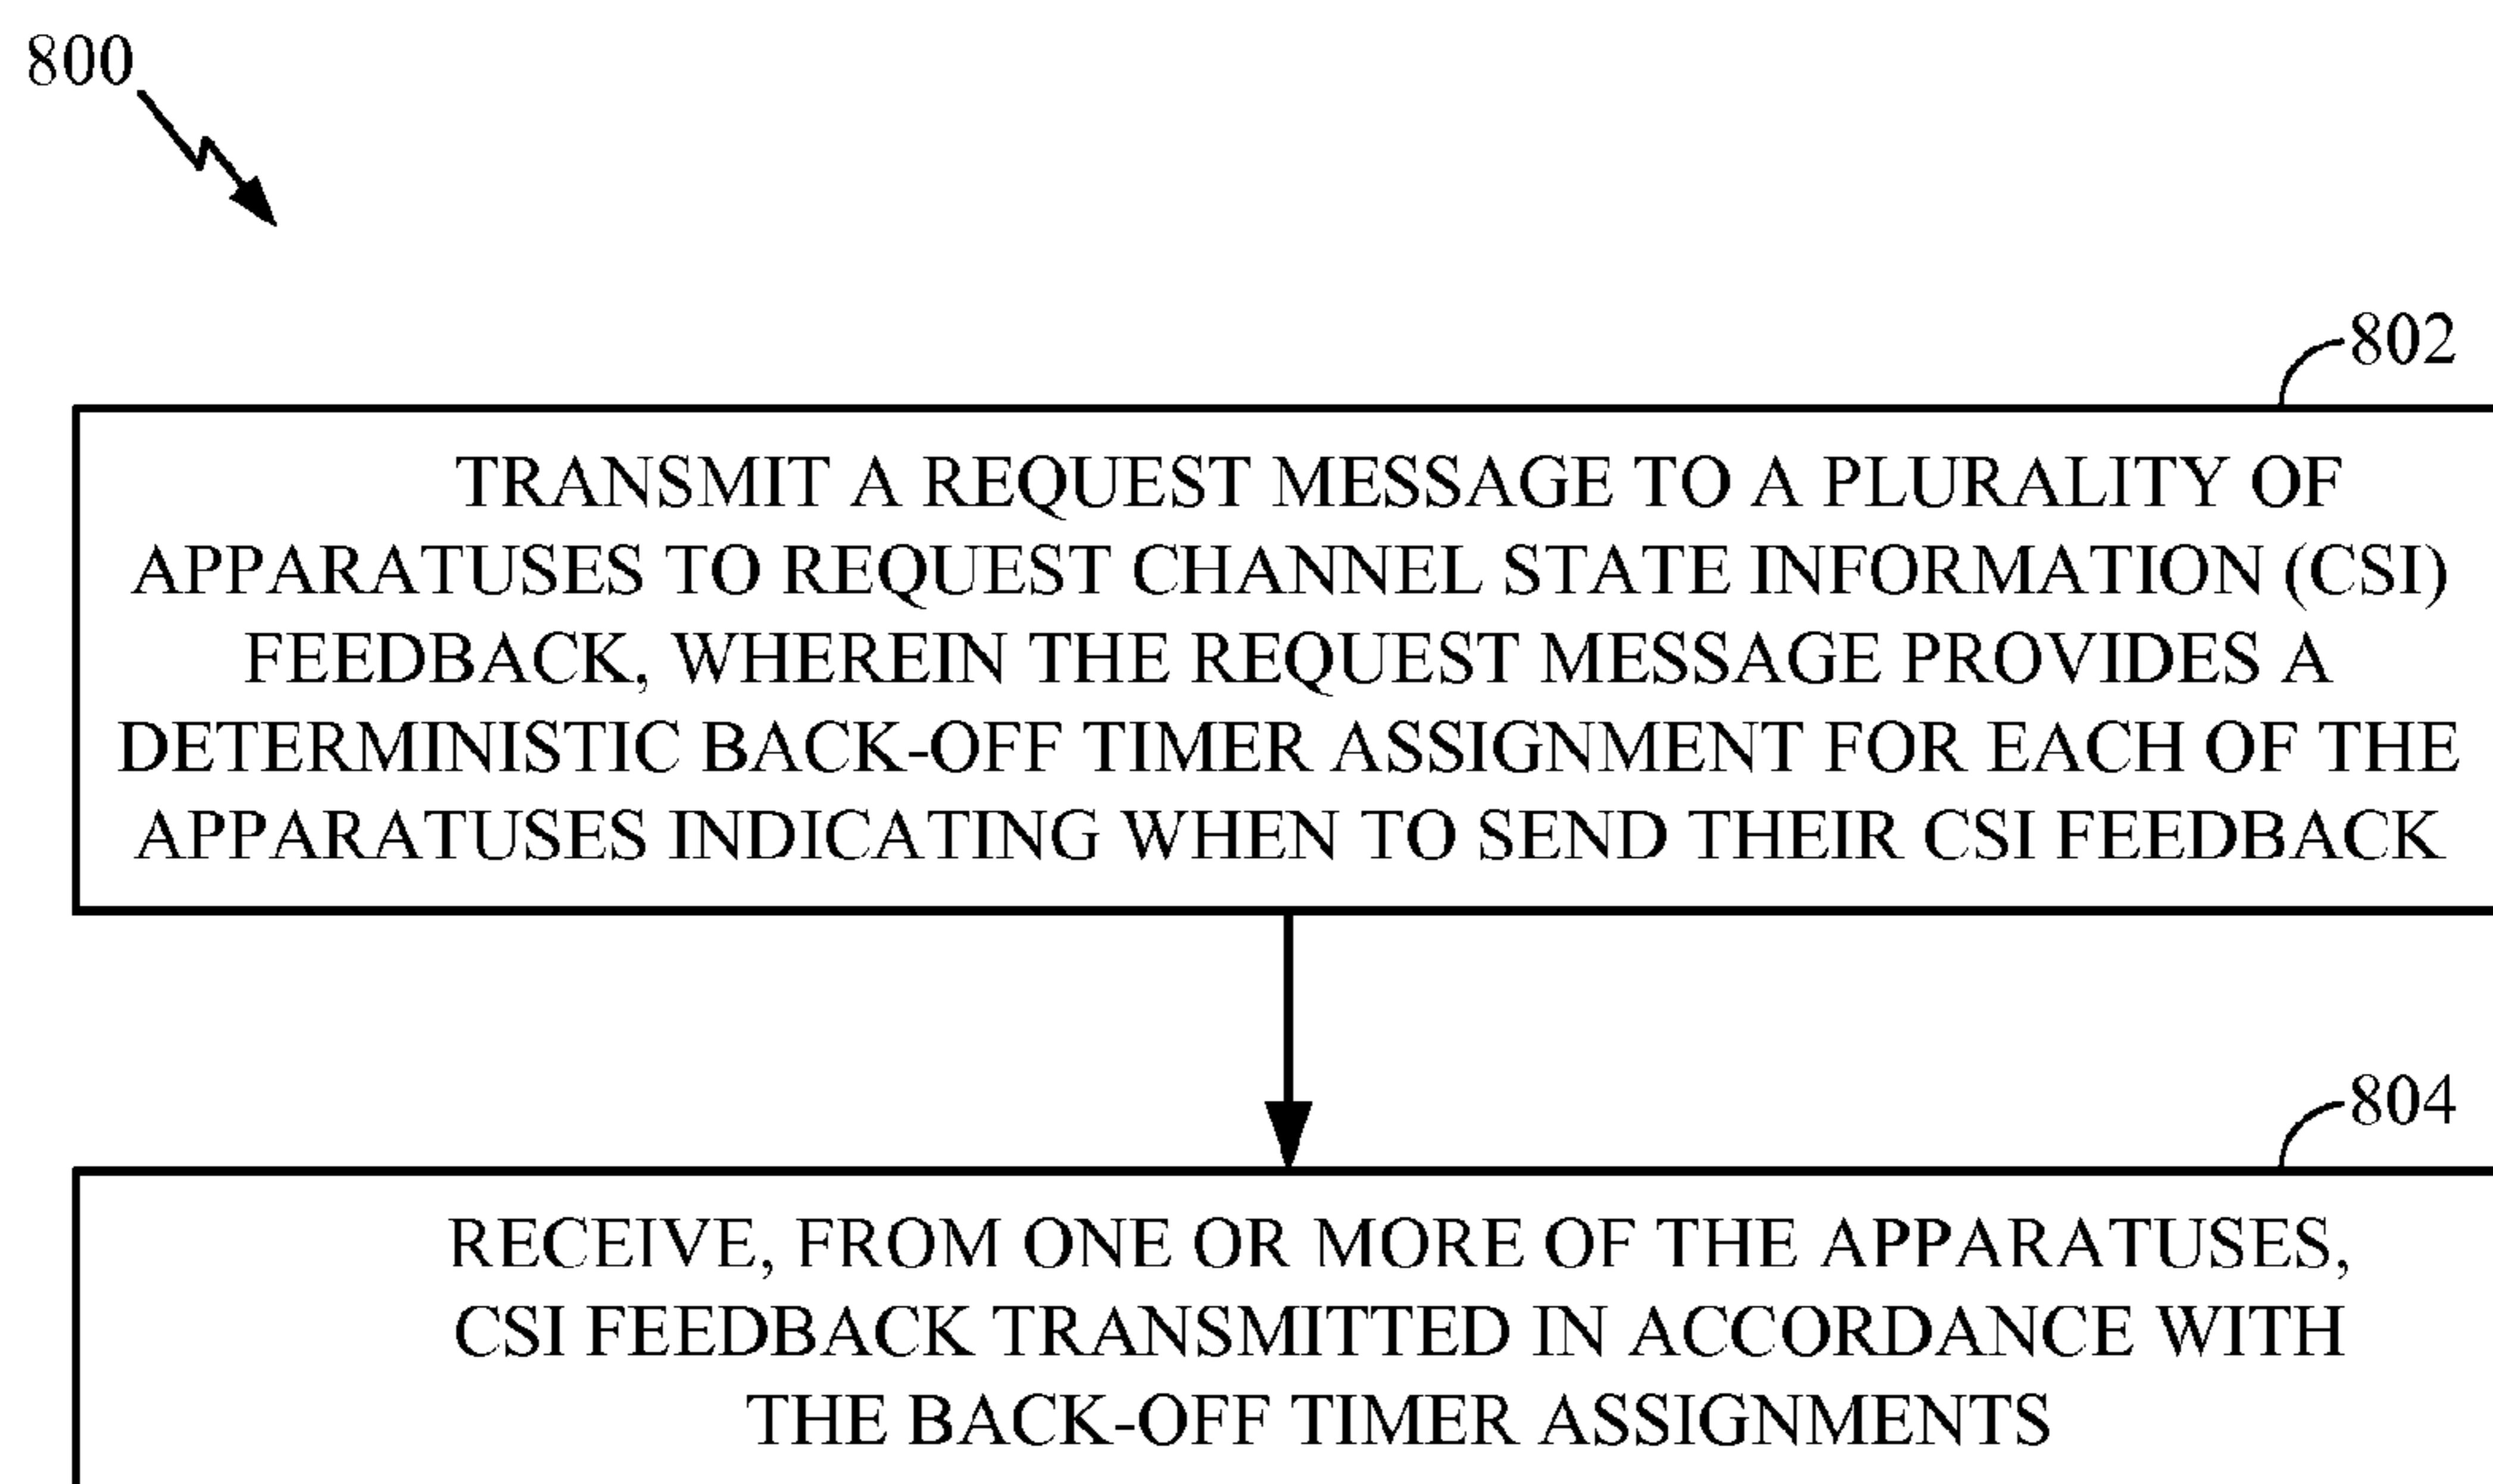 800
802
TRANSMIT A REQUEST MESSAGE TO A PLURALITY OF
APPARATUSES TO REQUEST CHANNEL STATE INFORMATION (CSI)
FEEDBACK, WHEREIN THE REQUEST MESSAGE PROVIDES A
DETERMINISTIC BACK-OFF TIMER ASSIGNMENT FOR EACH OF THE
APPARATUSES INDICATING WHEN TO SEND THEIR CSI FEEDBACK
804
RECEIVE, FROM ONE OR MORE OF THE APPARATUSES,
CSI FEEDBACK TRANSMITTED IN ACCORDANCE WITH
THE BACK-OFF TIMER ASSIGNMENTS